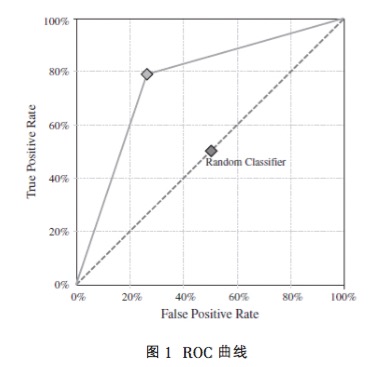 100%
80%
60%
40%
20%
0%
True Positive Rate
Random Classifier
0% 20% 40% 60% 80% 100%
False Positive Rate
图 1 ROC 曲线